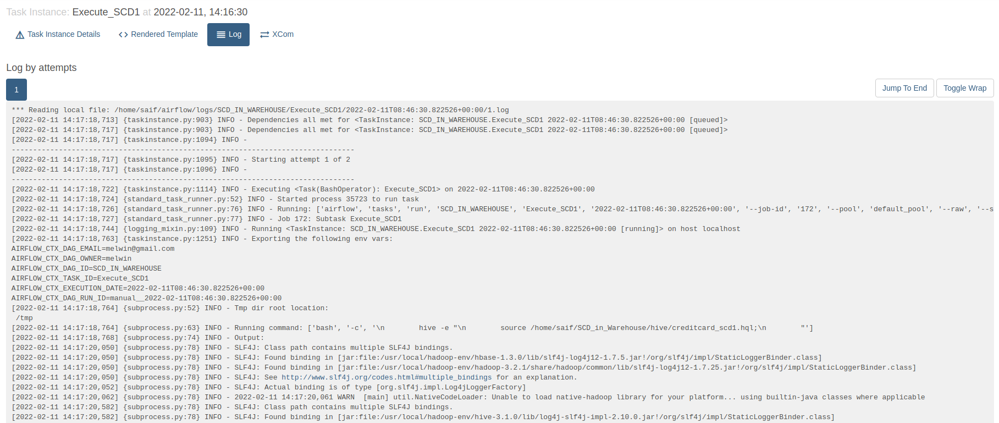 Task Instance: Execute_SCD1 at 2022-02-11, 14:16:30
Task Instance Details Rendered Template Log XCom
Log by attempts
1 Jump To End Toggle Wrap
*** Reading local file: /home/saif/airflow/logs/SCD_IN_WAREHOUSE/Execute_SCD1/2022-02-11T08:46:30.822526+00:00/1.log
[2022-02-11 14:17:18,713] {taskinstance.py:903} INFO - Dependencies all met for <TaskInstance: SCD_IN_WAREHOUSE.Execute_SCD1 2022-02-11T08:46:30.822526+00:00 [queued]>
[2022-02-11 14:17:18,717] {taskinstance.py:903} INFO - Dependencies all met for <TaskInstance: SCD_IN_WAREHOUSE.Execute_SCD1 2022-02-11T08:46:30.822526+00:00 [queued]>
[2022-02-11 14:17:18,717] {taskinstance.py:1094} INFO -
--------------------------------------------------------------------------------
[2022-02-11 14:17:18,717] {taskinstance.py:1095} INFO - Starting attempt 1 of 2
[2022-02-11 14:17:18,717] {taskinstance.py:1096} INFO -
--------------------------------------------------------------------------------
[2022-02-11 14:17:18,722] {taskinstance.py:1114} INFO - Executing <Task(BashOperator): Execute_SCD1> on 2022-02-11T08:46:30.822526+00:00
[2022-02-11 14:17:18,724] {standard_task_runner.py:52} INFO - Started process 35723 to run task
[2022-02-11 14:17:18,726] {standard_task_runner.py:76} INFO - Running: ['airflow', 'tasks', 'run', 'SCD_IN_WAREHOUSE', 'Execute_SCD1', '2022-02-11T08:46:30.822526+00:00', '--job-id', '172', '--pool', 'default_pool', '--raw', '--s
[2022-02-11 14:17:18,727] {standard_task_runner.py:77} INFO - Job 172: Subtask Execute_SCD1
[2022-02-11 14:17:18,744] {logging_mixin.py:109} INFO - Running <TaskInstance: SCD_IN_WAREHOUSE.Execute_SCD1 2022-02-11T08:46:30.822526+00:00 [running]> on host localhost
[2022-02-11 14:17:18,763] {taskinstance.py:1251} INFO - Exporting the following env vars:
AIRFLOW_CTX_DAG_EMAIL=melwin@gmail.com
AIRFLOW_CTX_DAG_OWNER=melwin
AIRFLOW_CTX_DAG_ID=SCD_IN_WAREHOUSE
AIRFLOW_CTX_TASK_ID=Execute_SCD1
AIRFLOW_CTX_EXECUTION_DATE=2022-02-11T08:46:30.822526+00:00
AIRFLOW_CTX_DAG_RUN_ID=manual__2022-02-11T08:46:30.822526+00:00
[2022-02-11 14:17:18,764] {subprocess.py:52} INFO - Tmp dir root location:
 /tmp
[2022-02-11 14:17:18,764] {subprocess.py:63} INFO - Running command: ['bash', '-c', '\n        hive -e "\n        source /home/saif/SCD_in_Warehouse/hive/creditcard_scd1.hql;\n        "']
[2022-02-11 14:17:18,768] {subprocess.py:74} INFO - Output:
[2022-02-11 14:17:20,050] {subprocess.py:78} INFO - SLF4J: Class path contains multiple SLF4J bindings.
[2022-02-11 14:17:20,050] {subprocess.py:78} INFO - SLF4J: Found binding in [jar:file:/usr/local/hadoop-env/hbase-1.3.0/lib/slf4j-log4j12-1.7.5.jar!/org/slf4j/impl/StaticLoggerBinder.class]
[2022-02-11 14:17:20,050] {subprocess.py:78} INFO - SLF4J: Found binding in [jar:file:/usr/local/hadoop-env/hadoop-3.2.1/share/hadoop/common/lib/slf4j-log4j12-1.7.25.jar!/org/slf4j/impl/StaticLoggerBinder.class]
[2022-02-11 14:17:20,050] {subprocess.py:78} INFO - SLF4J: See http://www.slf4j.org/codes.html#multiple_bindings for an explanation.
[2022-02-11 14:17:20,052] {subprocess.py:78} INFO - SLF4J: Actual binding is of type [org.slf4j.impl.Log4jLoggerFactory]
[2022-02-11 14:17:20,062] {subprocess.py:78} INFO - 2022-02-11 14:17:20,061 WARN  [main] util.NativeCodeLoader: Unable to load native-hadoop library for your platform... using builtin-java classes where applicable
[2022-02-11 14:17:20,582] {subprocess.py:78} INFO - SLF4J: Class path contains multiple SLF4J bindings.
[2022-02-11 14:17:20,582] {subprocess.py:78} INFO - SLF4J: Found binding in [jar:file:/usr/local/hadoop-env/hive-3.1.0/lib/log4j-slf4j-impl-2.10.0.jar!/org/slf4j/impl/StaticLoggerBinder.class]